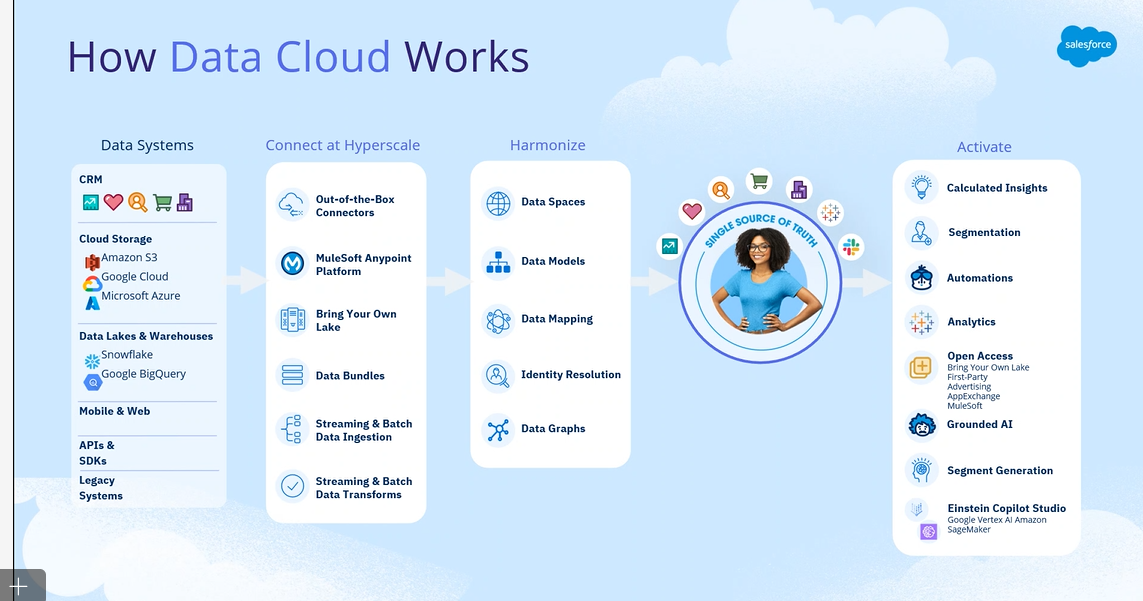 How Data Cloud Works
salesforce
Data Systems
CRM
Cloud Storage
Amazon S3
Google Cloud
Microsoft Azure
Data Lakes & Warehouses
Snowflake
Google BigQuery
Mobile & Web
APIs &
SDKs
Legacy
Systems
Connect at Hyperscale
Out-of-the-Box
Connectors
MuleSoft Anypoint
Platform
Bring Your Own
Lake
Data Bundles
Streaming & Batch
Data Ingestion
Streaming & Batch
Data Transforms
Harmonize
Data Spaces
Data Models
Data Mapping
Identity Resolution
Data Graphs
SINGLE SOURCE OF TRUTH
Activate
Calculated Insights
Segmentation
Automations
Analytics
Open Access
Bring Your Own Lake
First-Party
Advertising
AppExchange
MuleSoft
Grounded AI
Segment Generation
Einstein Copilot Studio
Google Vertex AI Amazon
SageMaker